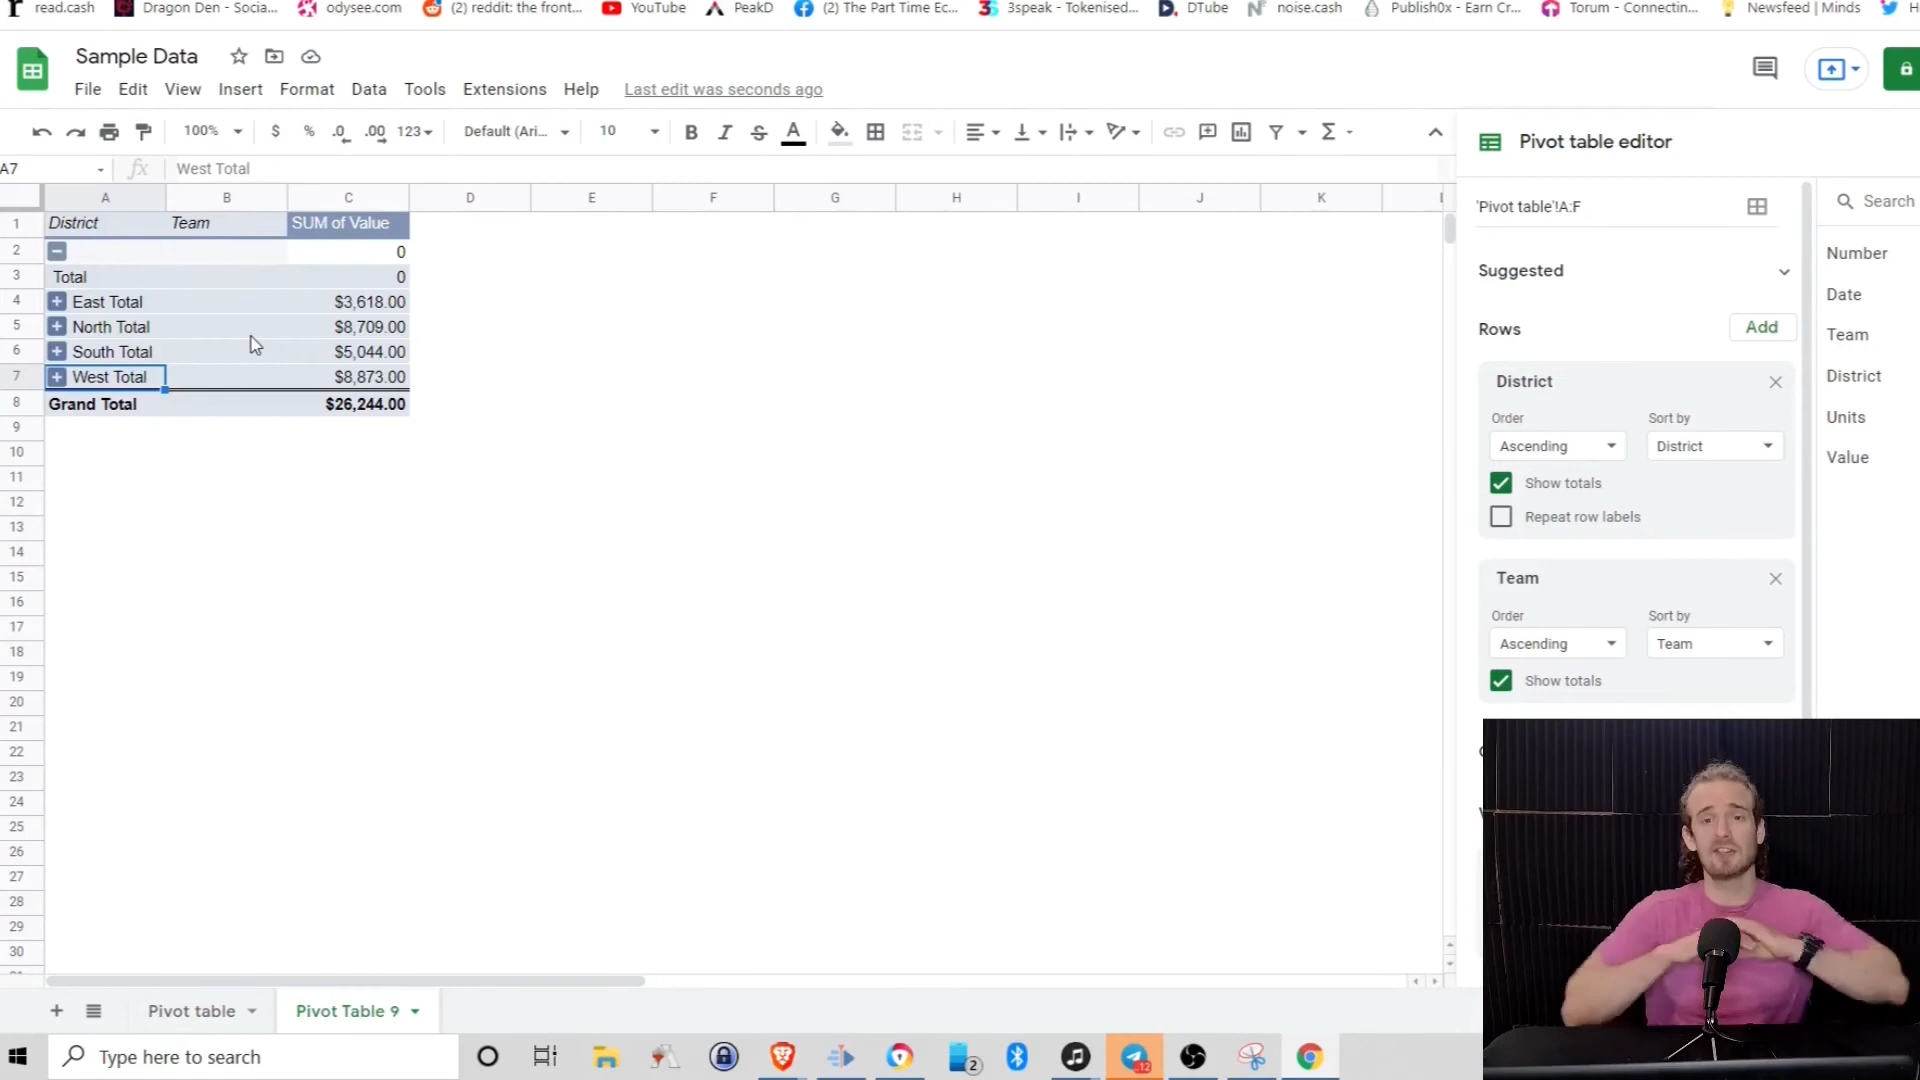 read.cash
Dragon Den - Socia...
odysee.com
(2) reddit: the front...
YouTube
PeakD
(2) The Part Time Ec...
3speak - Tokenised...
DTube
noise.cash
Publish0x - Earn Cr...
Torum - Connectin...
Newsfeed | Minds
Sample Data
File Edit View Insert Format Data Tools Extensions Help Last edit was seconds ago
100% $ % .0 .00 123 Default (Ari... 10 B I S A
Pivot table editor
A7 fx West Total
A B C D E F G H I J K
1 District Team SUM of Value
2 0
3 Total 0
4 East Total $3,618.00
5 North Total $8,709.00
6 South Total $5,044.00
7 West Total $8,873.00
8 Grand Total $26,244.00
9
10
11
12
13
14
15
16
17
18
19
20
21
22
23
24
25
26
27
28
29
30
'Pivot table'!A:F
Suggested
Rows Add
District
Order Sort by
Ascending District
Show totals
Repeat row labels
Team
Order Sort by
Ascending Team
Show totals
Search
Number
Date
Team
District
Units
Value
Pivot table
Pivot Table 9
Type here to search
2
12